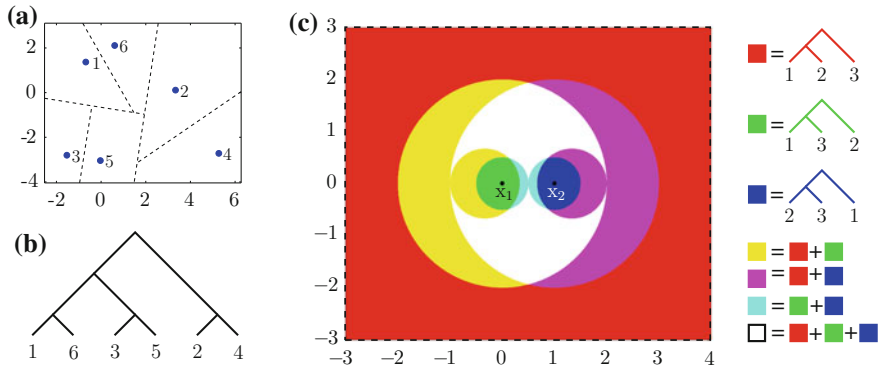 (a)
2
0
−2
−4
−2 0 2 4 6
1
6
2
3
5
4
(b)
1 6 3 5 2 4
(c)
3
2
1
0
−1
−2
−3
−3 −2 −1 0 1 2 3 4
x1 x2
=
1 2 3
=
1 3 2
=
2 3 1
= +
= +
= +
= + +